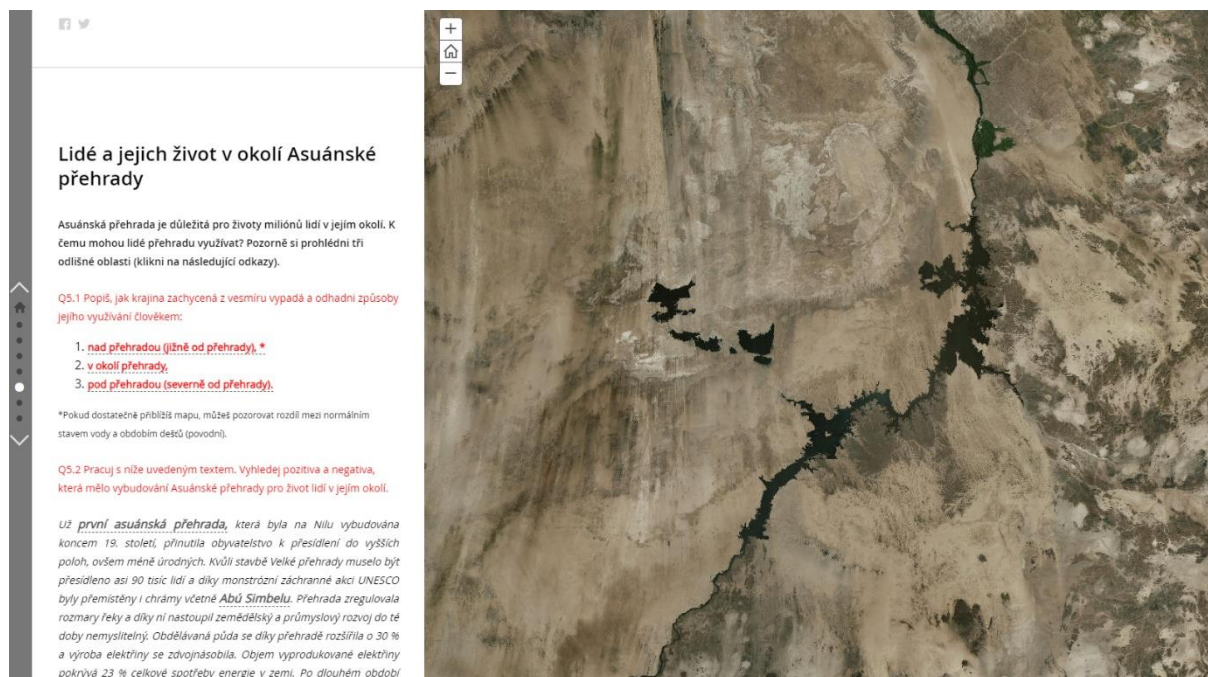 Lidé a jejich život v okolí Asuánské
přehrady
Asuánská přehrada je důležitá pro životy miliónů lidí v jejím okolí. K
čemu mohou lidé přehradu využívat? Pozorně si prohlédni tři
odlišné oblasti (klikni na následující odkazy).
Q5.1 Popiš, jak krajina zachycená z vesmíru vypadá a odhadni způsoby
jejího využívání člověkem:
1. nad přehradou (jižně od přehrady), *
2. v okolí přehrady,
3. pod přehradou (severně od přehrady).
*Pokud dostatečně přiblížíš mapu, můžeš pozorovat rozdíl mezi normálním
stavem vody a obdobím dešťů (povodní).
Q5.2 Pracuj s níže uvedeným textem. Vyhledej pozitiva a negativa,
která mělo vybudování Asuánské přehrady pro život lidí v jejím okolí.
Už první asuánská přehrada, která byla na Nilu vybudována
koncem 19. století, přinutila obyvatelstvo k přesídlení do vyšších
poloh, ovšem méně úrodných. Kvůli stavbě Velké přehrady muselo být
přesídleno asi 90 tisíc lidí a díky monstrózní záchranné akci UNESCO
byly přemístěny i chrámy včetně Abú Simbelu. Přehrada zregulovala
rozmary řeky a díky ní nastoupil zemědělský a průmyslový rozvoj do té
doby nemyslitelný. Obdělávaná půda se díky přehradě rozšířila o 30 %
a výroba elektřiny se zdvojnásobila. Objem vyprodukované elektřiny
pokrývá 23 % celkové spotřeby energie v zemi. Po dlouhém období